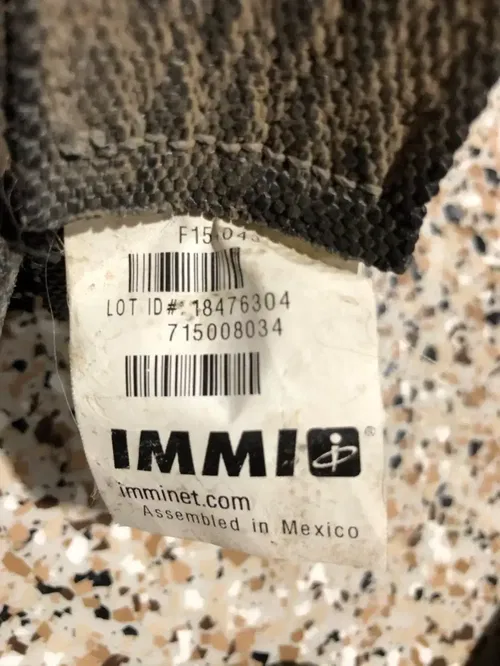 LOT ID#: 18476304
715008034
IMMI ®
imminet.com
Assembled in Mexico